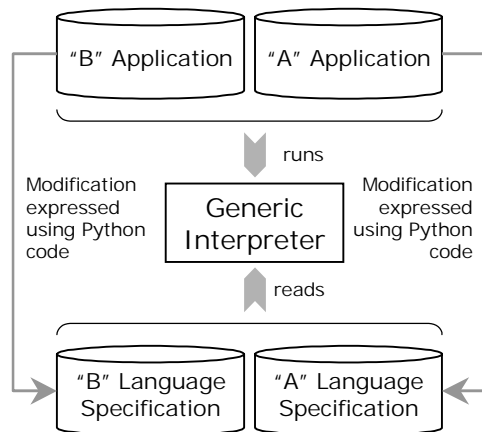 “B” Application
“A” Application
runs
Modification
expressed
using Python
code
Generic
Interpreter
Modification
expressed
using Python
code
reads
“B” Language
Specification
“A” Language
Specification